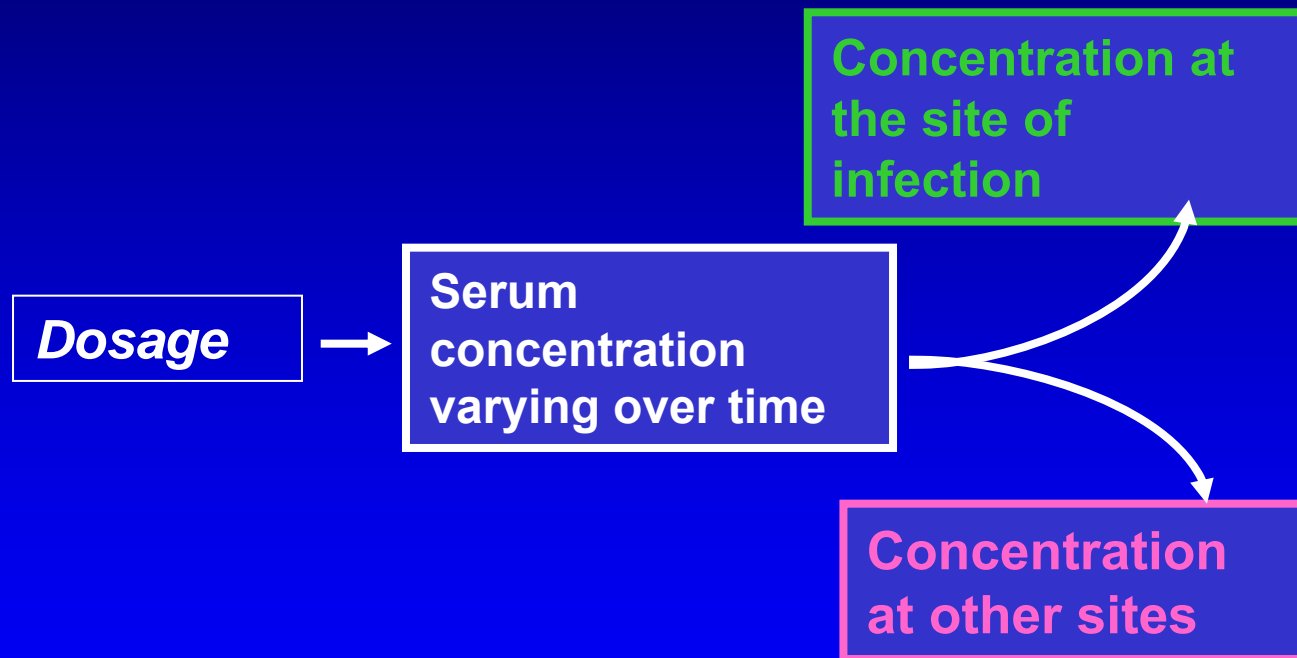 Concentration at
the site of
infection
Dosage
Serum
concentration
varying over time
Concentration
at other sites